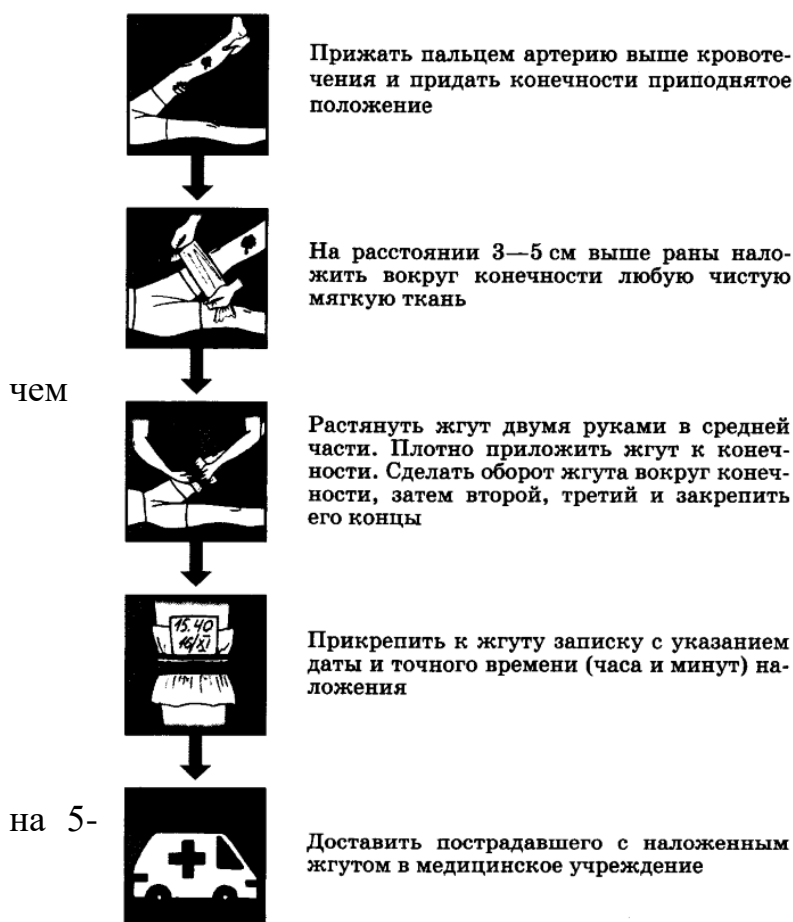 Прижать пальцем артерию выше кровоте-
чения и придать конечности приподнятое
положение
На расстоянии 3—5 см выше раны нало-
жить вокруг конечности любую чистую
мягкую ткань
чем
Растянуть жгут двумя руками в средней
части. Плотно приложить жгут к конеч-
ности. Сделать оборот жгута вокруг конеч-
ности, затем второй, третий и закрепить
его концы
15.40
16/XI
Прикрепить к жгуту записку с указанием
даты и точного времени (часа и минут) на-
ложения
на 5-
Доставить пострадавшего с наложенным
жгутом в медицинское учреждение